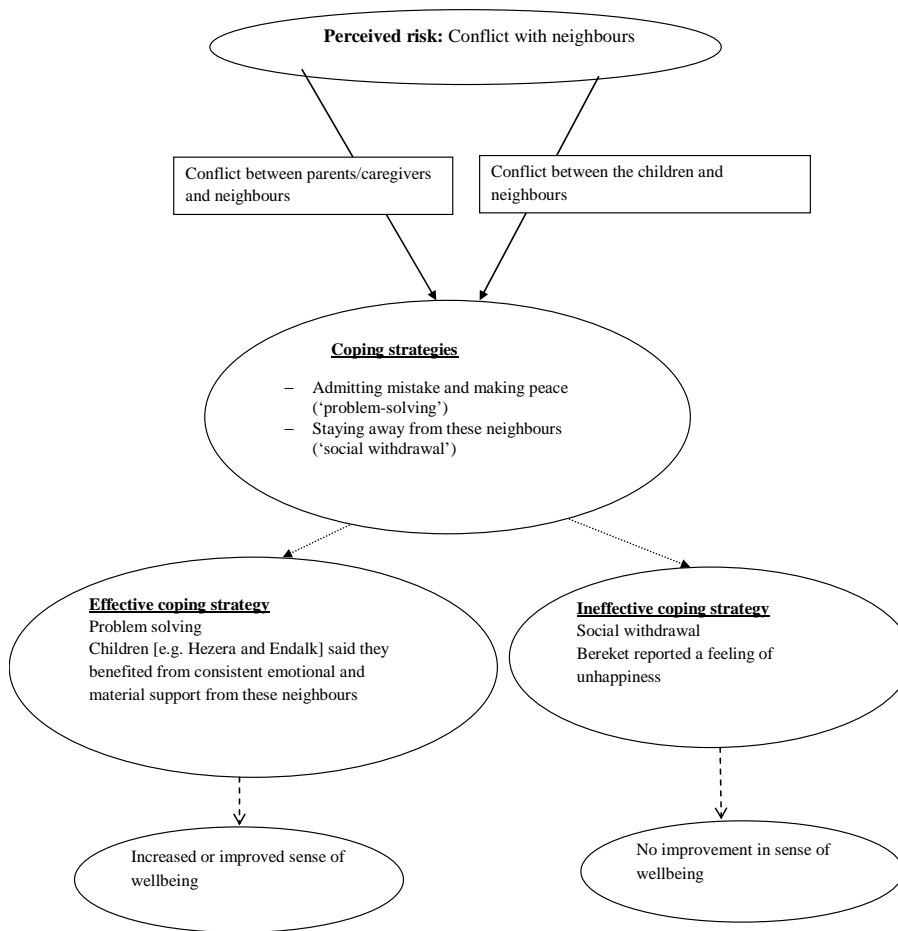 Perceived risk: Conflict with neighbours
Conflict between parents/caregivers
and neighbours
Conflict between the children and
neighbours
Coping strategies
– Admitting mistake and making peace
(‘problem-solving’)
– Staying away from these neighbours
(‘social withdrawal’)
Effective coping strategy
Problem solving
Children [e.g. Hezera and Endalk] said they
benefited from consistent emotional and
material support from these neighbours
Ineffective coping strategy
Social withdrawal
Bereket reported a feeling of
unhappiness
Increased or improved sense of
wellbeing
No improvement in sense of
wellbeing